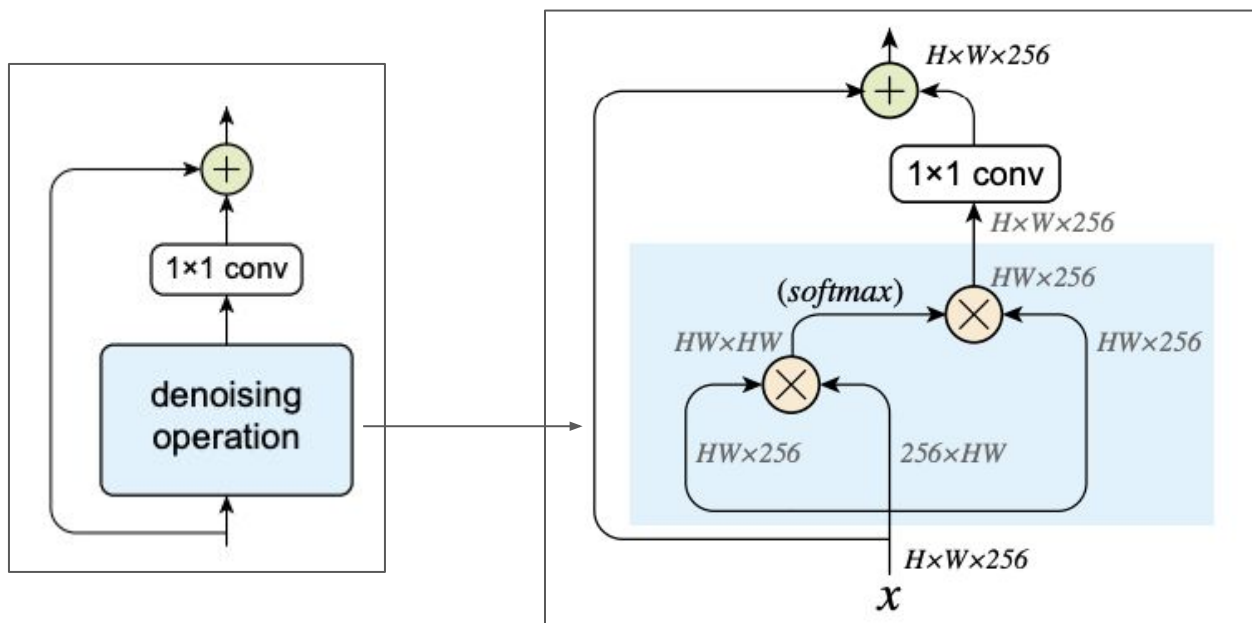 +
1×1 conv
denoising
operation
H×W×256
+
1×1 conv
H×W×256
HW×256
(softmax)
HW×HW
HW×256
HW×256
256×HW
H×W×256
x